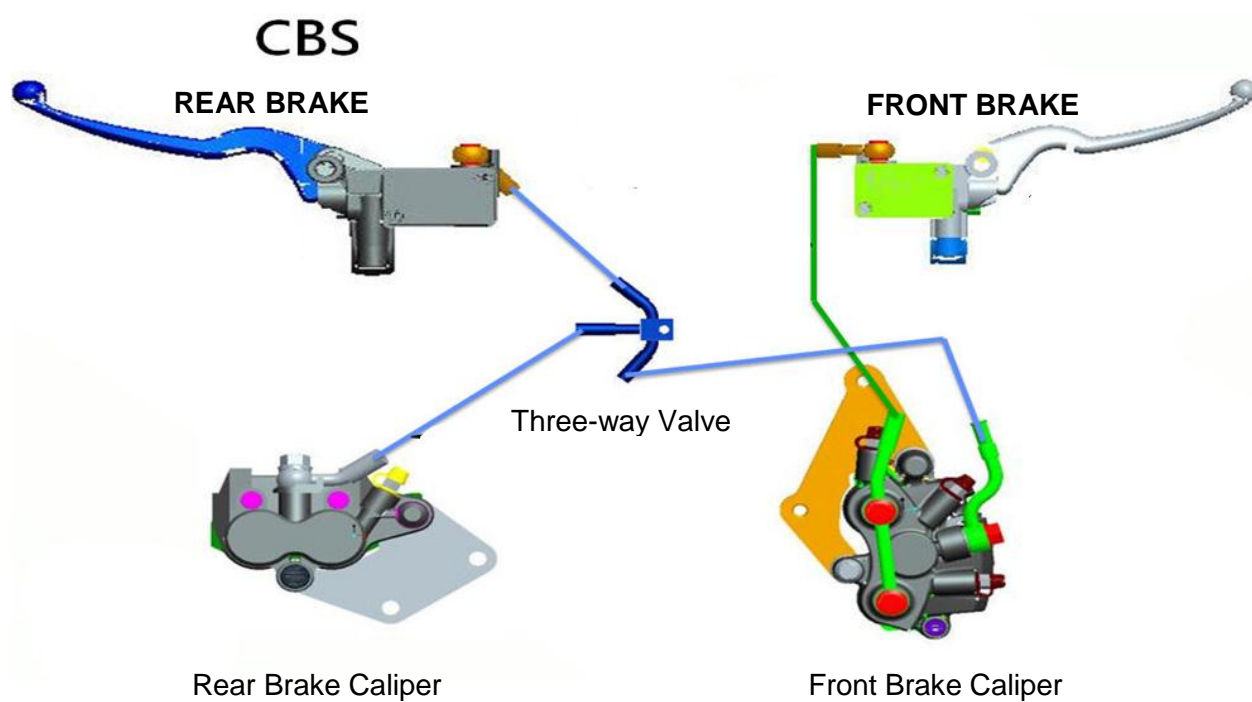 CBS
REAR BRAKE
FRONT BRAKE
Three-way Valve
Rear Brake Caliper
Front Brake Caliper